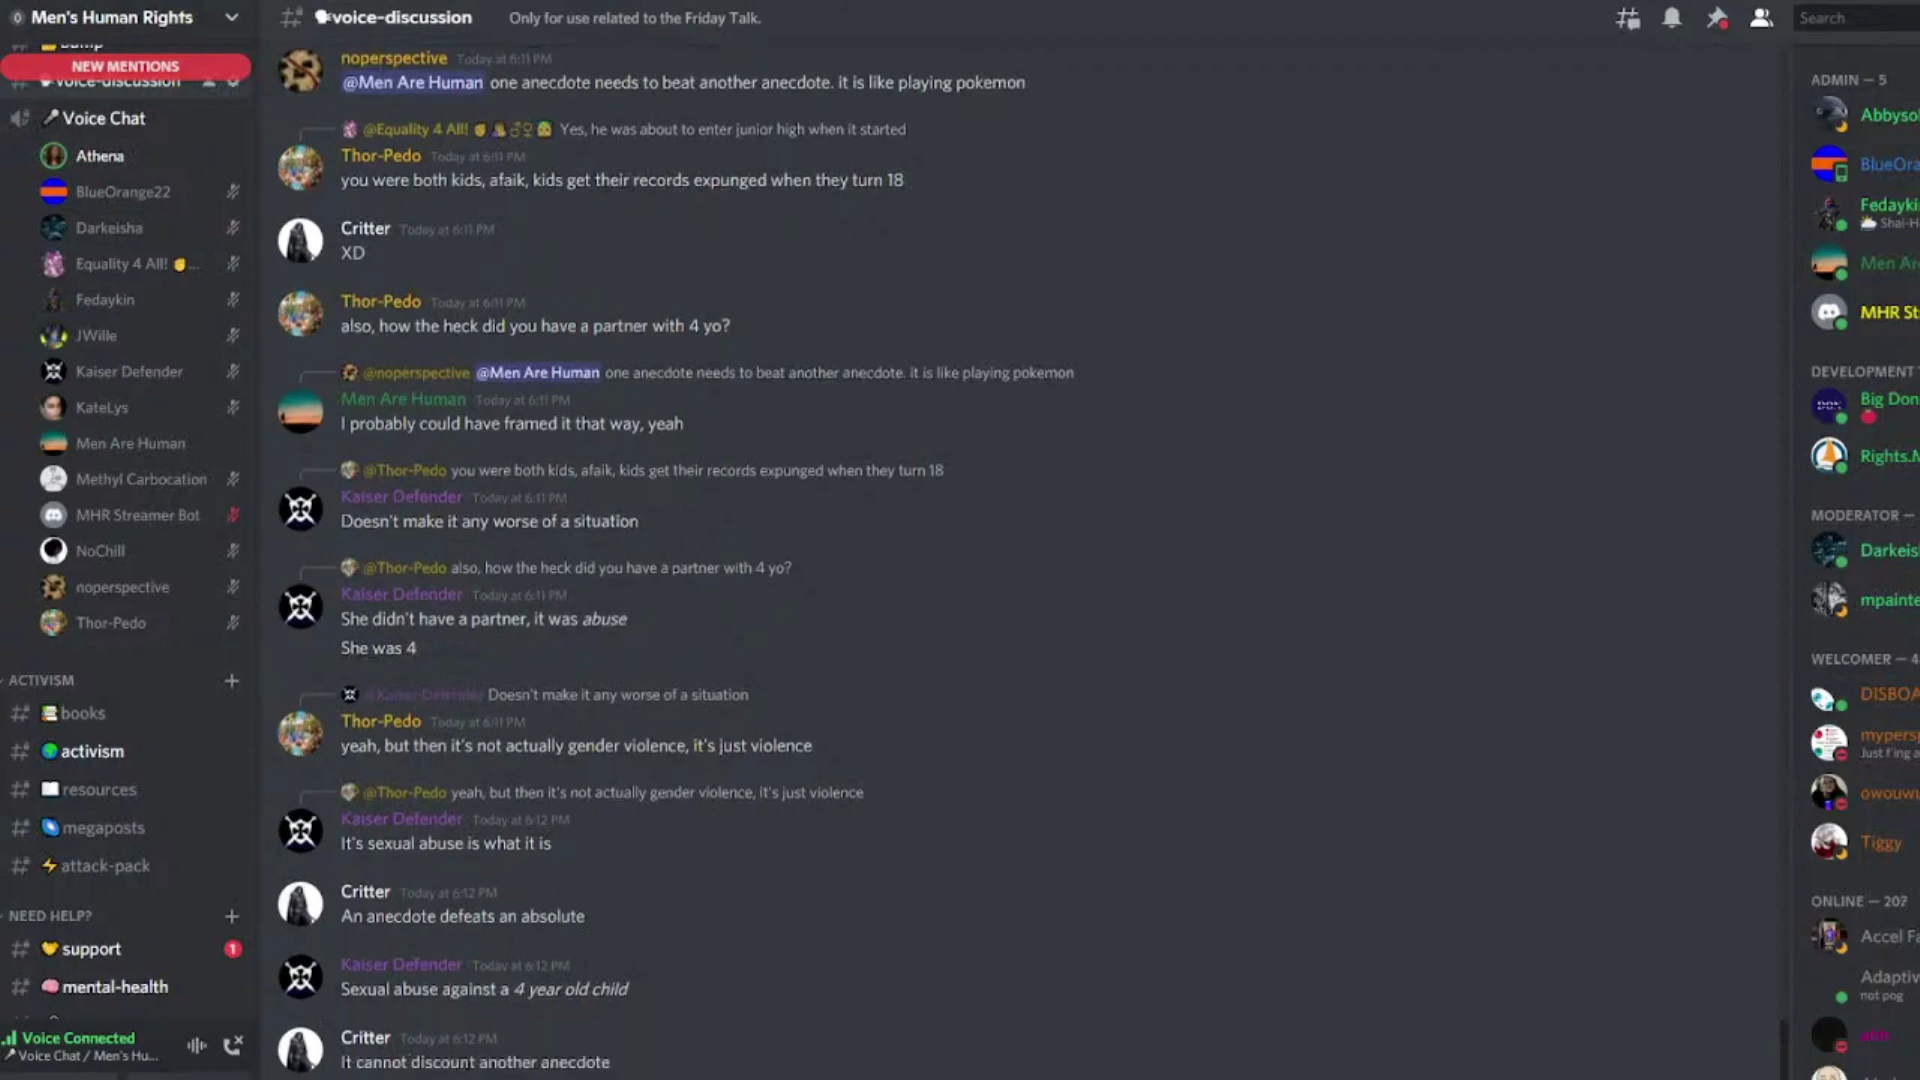 Men's Human Rights
voice-discussion
Only for use related to the Friday Talk.
Search
NEW MENTIONS
voice-discussion
Voice Chat
Athena
BlueOrange22
Darkeisha
Equality 4 All! ...
Fedaykin
JWille
Kaiser Defender
KateLys
Men Are Human
Methyl Carbocation
MHR Streamer Bot
NoChill
noperspective
Thor-Pedo
ACTIVISM
books
activism
resources
megaposts
attack-pack
NEED HELP?
support
1
mental-health
Voice Connected
Voice Chat / Men's Hu...
noperspective Today at 6:11 PM
@Men Are Human one anecdote needs to beat another anecdote. it is like playing pokemon
@Equality 4 All! Yes, he was about to enter junior high when it started
Thor-Pedo Today at 6:11 PM
you were both kids, afaik, kids get their records expunged when they turn 18
Critter Today at 6:11 PM
XD
Thor-Pedo Today at 6:11 PM
also, how the heck did you have a partner with 4 yo?
@noperspective @Men Are Human one anecdote needs to beat another anecdote. it is like playing pokemon
Men Are Human Today at 6:11 PM
I probably could have framed it that way, yeah
@Thor-Pedo you were both kids, afaik, kids get their records expunged when they turn 18
Kaiser Defender Today at 6:11 PM
Doesn't make it any worse of a situation
@Thor-Pedo also, how the heck did you have a partner with 4 yo?
Kaiser Defender Today at 6:11 PM
She didn't have a partner, it was abuse
She was 4
@Kaiser Defender Doesn't make it any worse of a situation
Thor-Pedo Today at 6:11 PM
yeah, but then it's not actually gender violence, it's just violence
@Thor-Pedo yeah, but then it's not actually gender violence, it's just violence
Kaiser Defender Today at 6:12 PM
It's sexual abuse is what it is
Critter Today at 6:12 PM
An anecdote defeats an absolute
Kaiser Defender Today at 6:12 PM
Sexual abuse against a 4 year old child
Critter Today at 6:12 PM
It cannot discount another anecdote
ADMIN — 5
Abbysol
BlueOra
Fedayki
Shai-H
Men Are
MHR St
DEVELOPMENT
Big Don
Rights.M
MODERATOR —
Darkeish
mpainte
WELCOMER — 4
DISBOA
mypersp
Just f'ing a
owouwu
Tiggy
ONLINE — 207
Accel Fa
Adaptiv
not pog